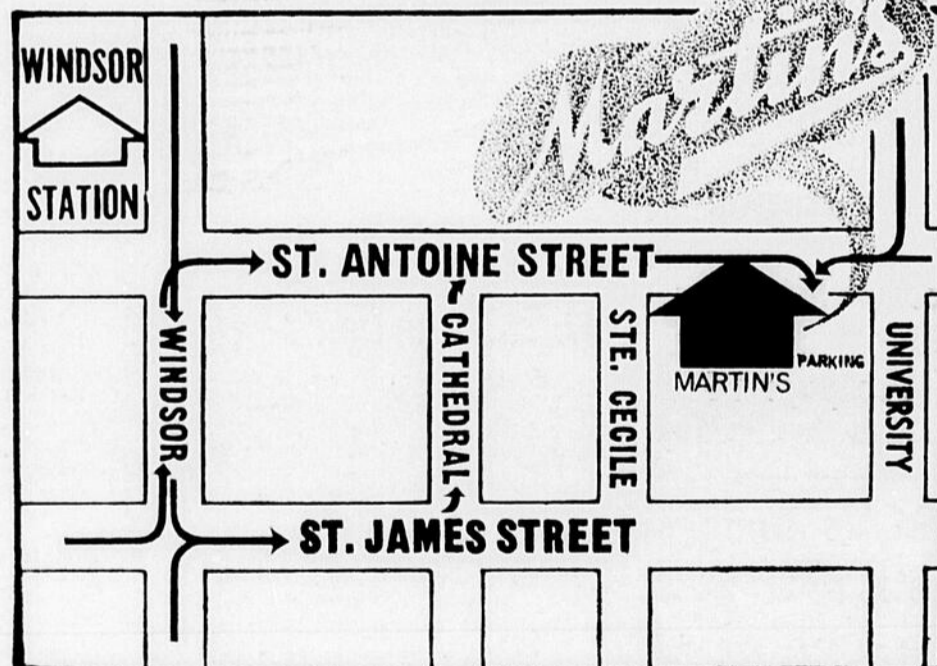 Martin's
WINDSOR
STATION
ST. ANTOINE STREET
WINDSOR
CATHEDRAL
STE. CECILE
MARTIN'S
PARKING
UNIVERSITY
ST. JAMES STREET